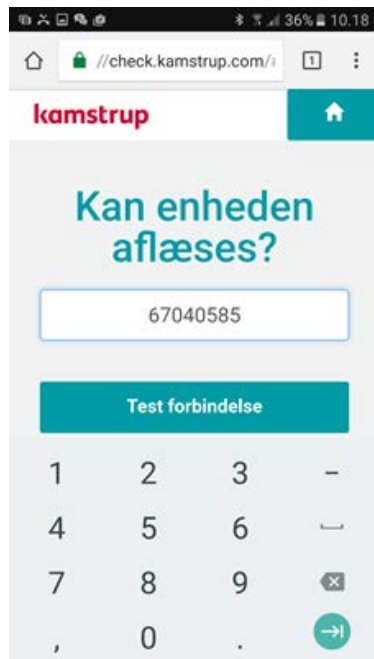 36% 10.18
//check.kamstrup.com/
1
kamstrup
Kan enheden
aflæses?
67040585
Test forbindelse
1 2 3 -
4 5 6
7 8 9
, 0 .